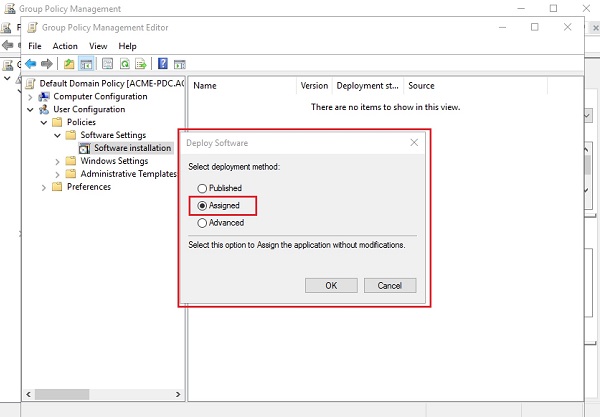 Group Policy Management
Group Policy Management Editor
File Action View Help
Default Domain Policy [ACME-PDC.AC
Computer Configuration
User Configuration
Policies
Software Settings
Software installation
Windows Settings
Administrative Templates
Preferences
Name Version Deployment st... Source
There are no items to show in this view.
Deploy Software
Select deployment method:
Published
Assigned
Advanced
Select this option to Assign the application without modifications.
OK Cancel